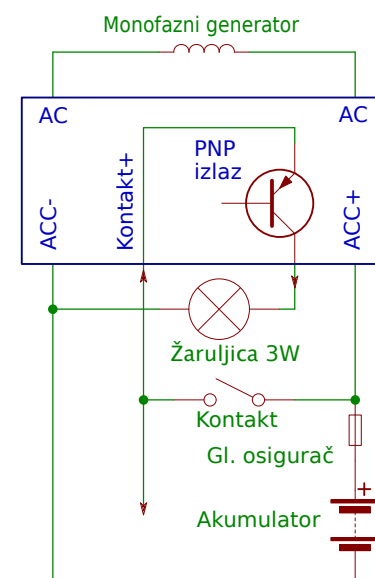 Monofazni generator
AC
AC
PNP
izlaz
ACC-
Kontakt+
ACC+
Žaruljica 3W
Kontakt
Gl. osigurač
+
Akumulator